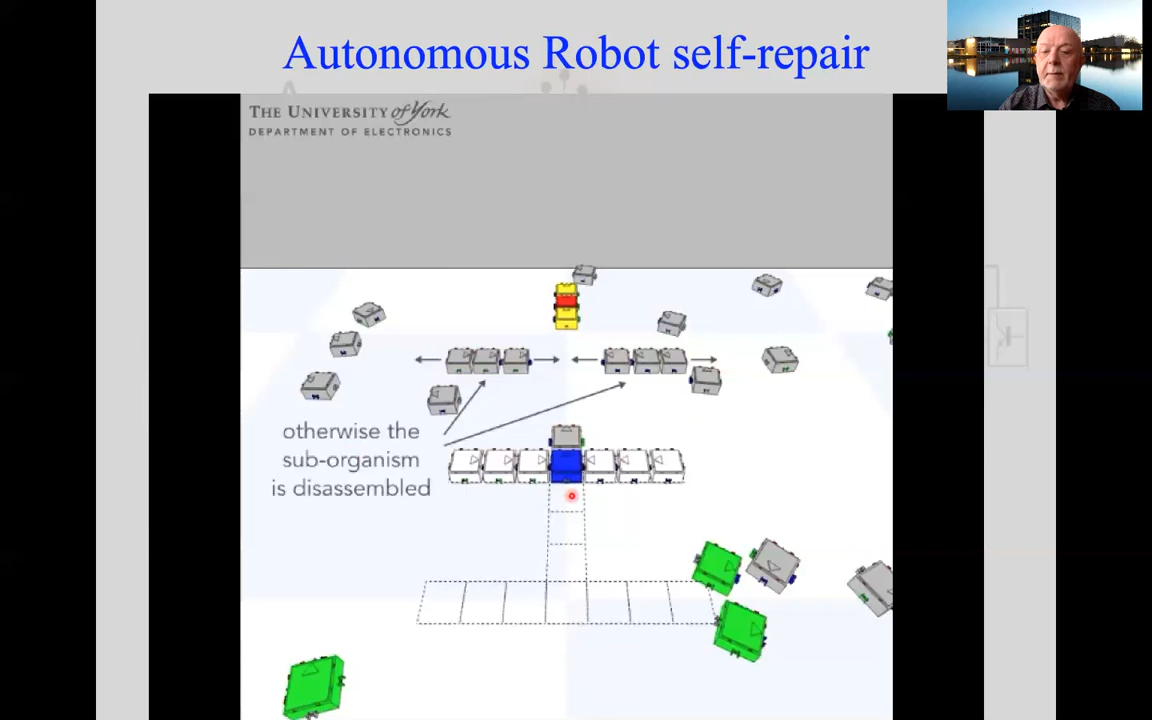 Autonomous Robot self-repair
THE UNIVERSITY of York
DEPARTMENT OF ELECTRONICS
otherwise the
sub-organism
is disassembled